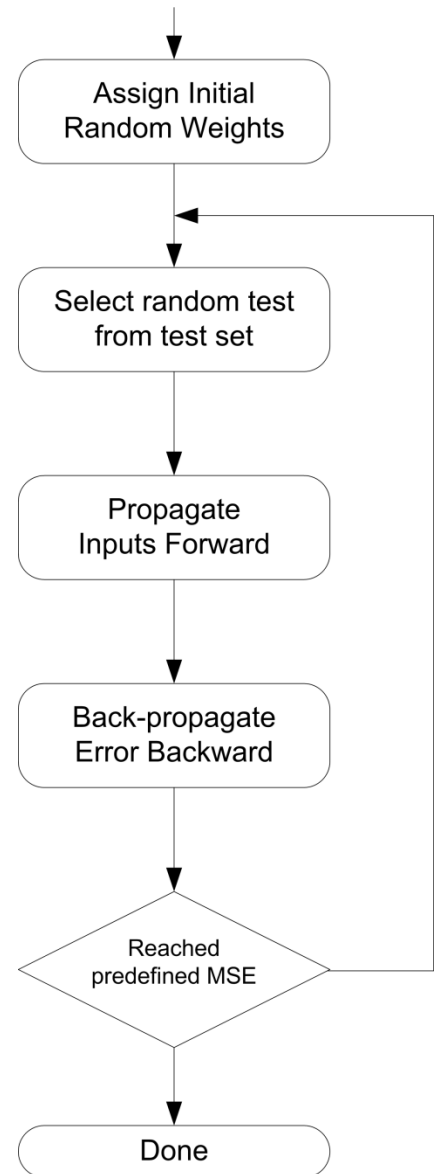 Assign Initial
Random Weights
Select random test
from test set
Propagate
Inputs Forward
Back-propagate
Error Backward
Reached
predefined MSE
Done